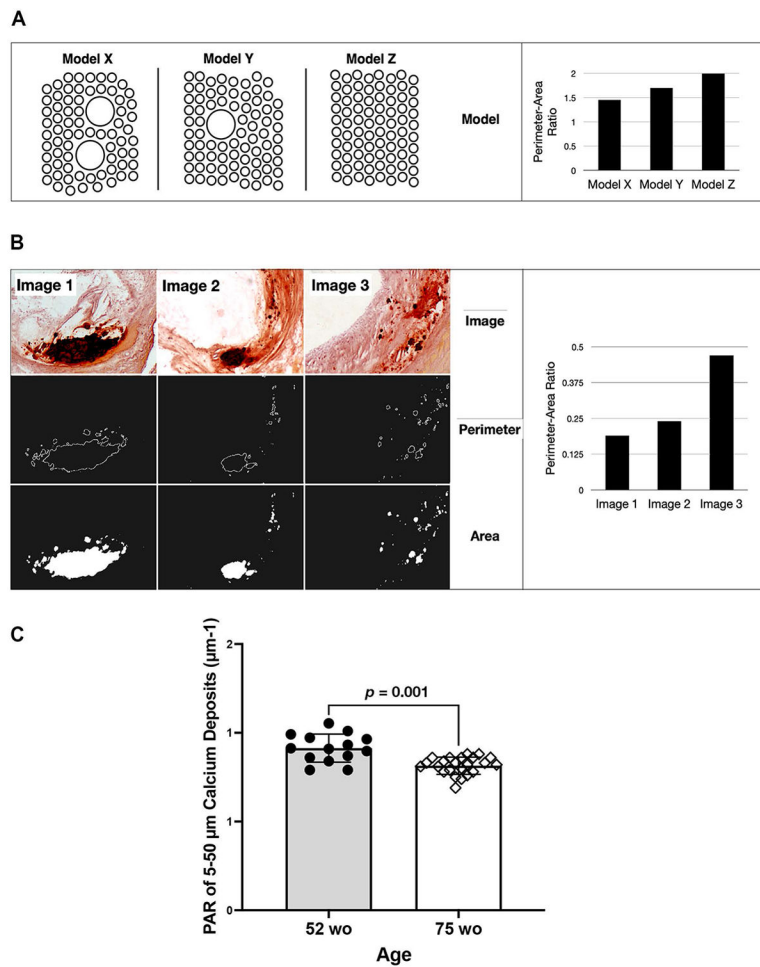 A
Model X
Model Y
Model Z
Model
Perimeter-Area
Ratio
2
1.5
1
0.5
0
Model X Model Y Model Z
B
Image 1
Image 2
Image 3
Image
Perimeter
Area
Perimeter-Area Ratio
0.5
0.375
0.25
0.125
0
Image 1 Image 2 Image 3
C
PAR of 5-50 µm Calcium Deposits (µm-1)
2
1
1
0
p = 0.001
52 wo
75 wo
Age